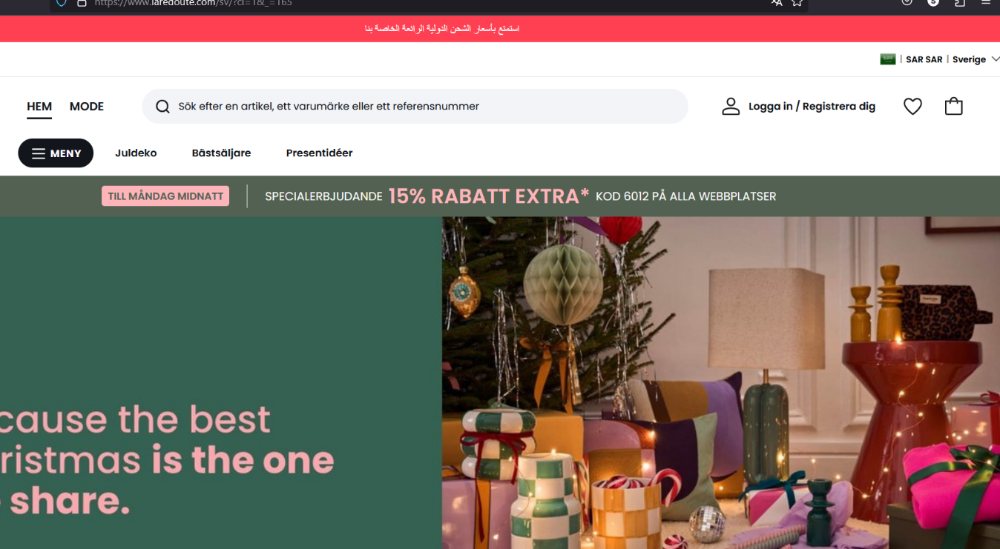 https://www.laredoute.com/sv/?ci=1&_=165
استمتع بأسعار الشحن الدولية الرائعة الخاصة بنا
| SAR SAR | Sverige
HEM MODE
Sök efter en artikel, ett varumärke eller ett referensnummer
Logga in / Registrera dig
MENY Juldeko Bästsäljare Presentidéer
TILL MÅNDAG MIDNATT SPECIALERBJUDANDE 15% RABATT EXTRA* KOD 6012 PÅ ALLA WEBBPLATSER
cause the best
ristmas is the one
share.